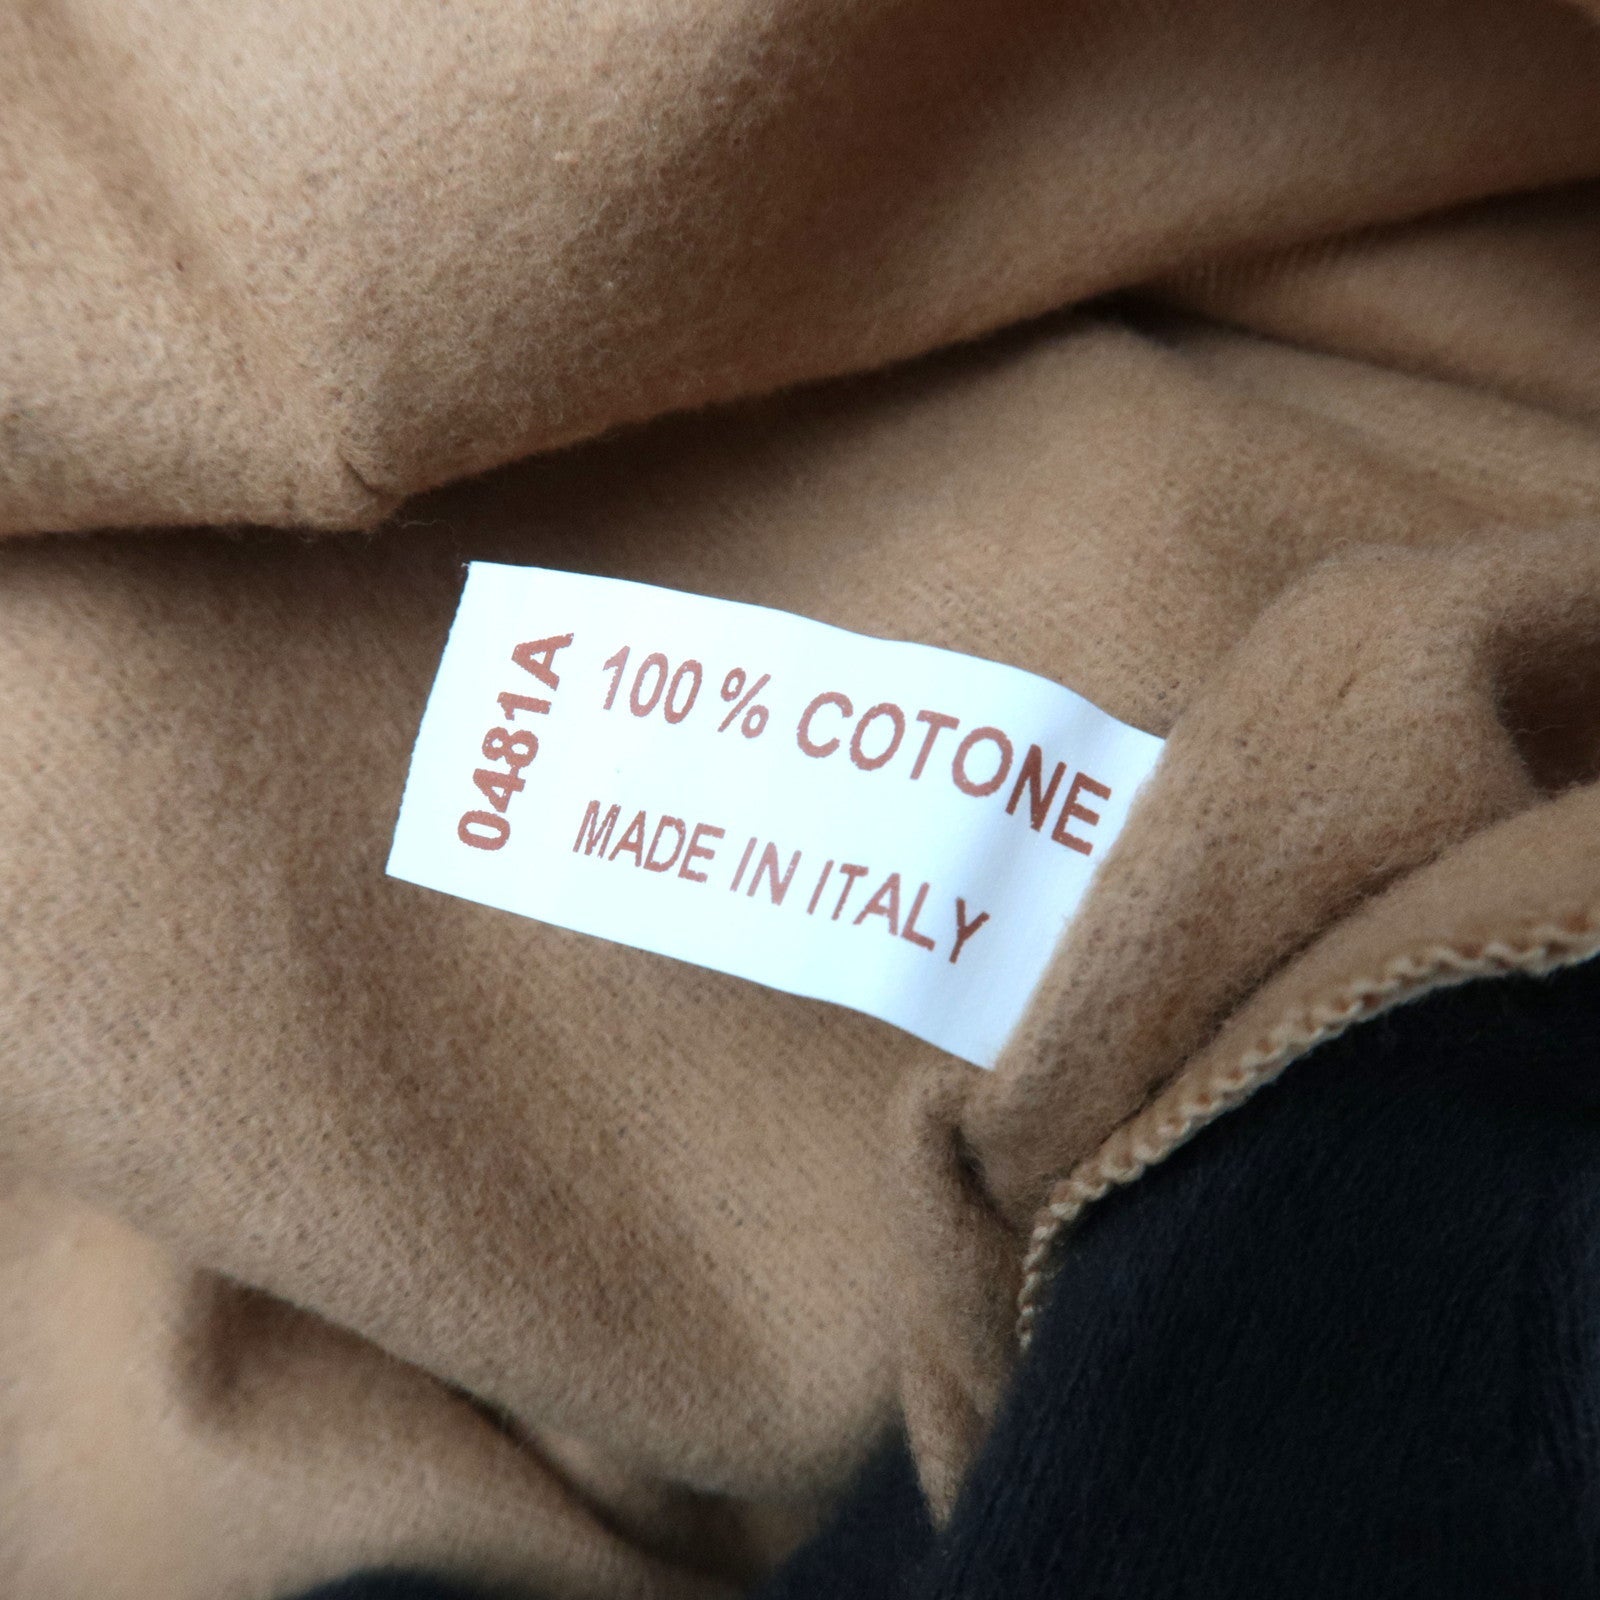 0481A
100 % COTONE
MADE IN ITALY